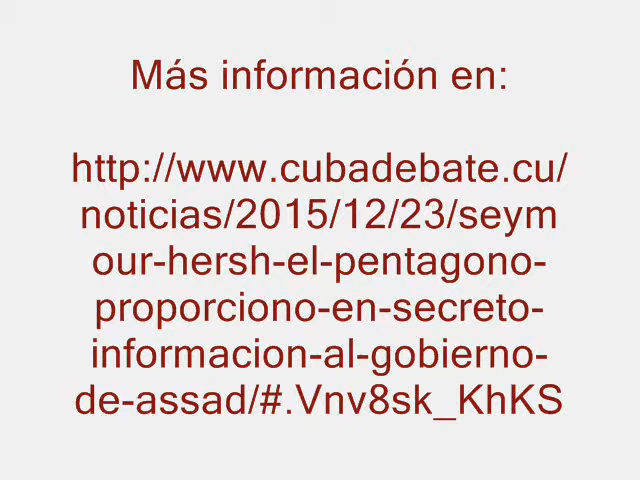 Más información en:
http://www.cubadebate.cu/
noticias/2015/12/23/seym
our-hersh-el-pentagono-
proporciono-en-secreto-
informacion-al-gobierno-
de-assad/#.Vnv8sk_KhKS